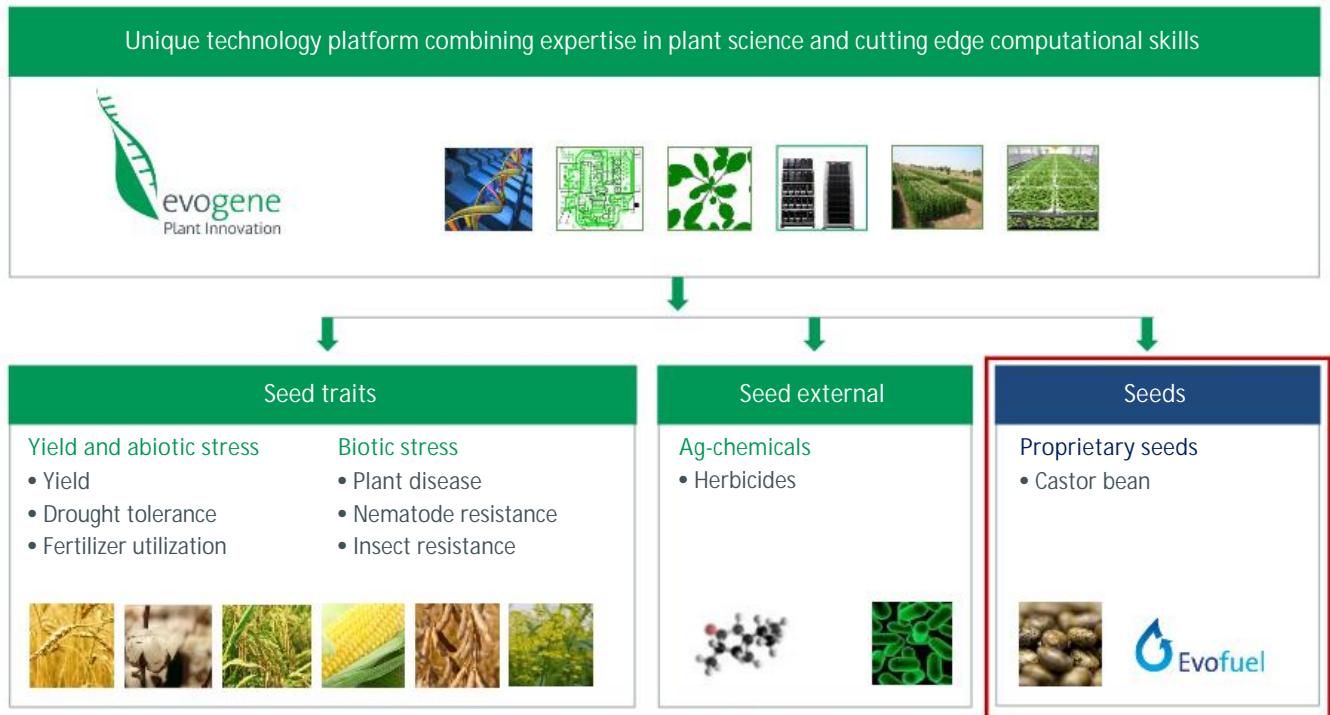 Unique technology platform combining expertise in plant science and cutting edge computational skills
evogene
Plant Innovation
Seed traits
Yield and abiotic stress
• Yield
• Drought tolerance
• Fertilizer utilization
Biotic stress
• Plant disease
• Nematode resistance
• Insect resistance
Seed external
Ag-chemicals
• Herbicides
Seeds
Proprietary seeds
• Castor bean
Evofuel